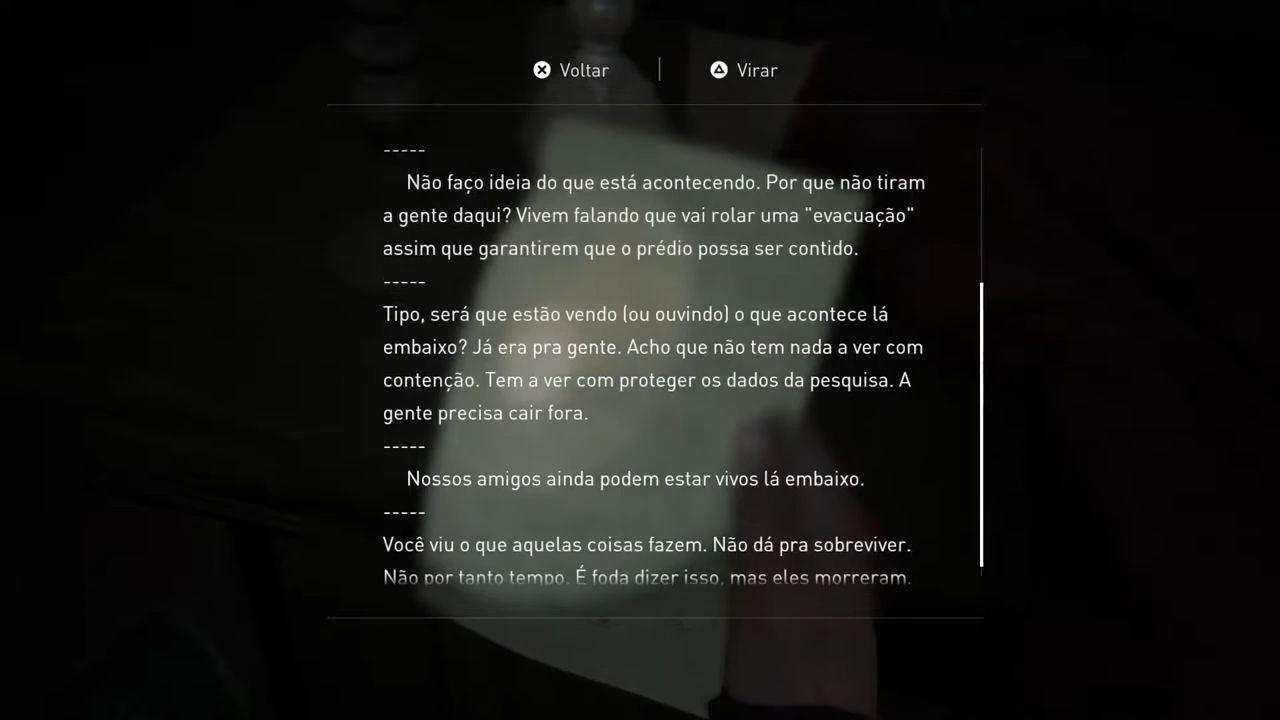 Voltar | Virar
-----
Não faço ideia do que está acontecendo. Por que não tiram
a gente daqui? Vivem falando que vai rolar uma "evacuação"
assim que garantirem que o prédio possa ser contido.
-----
Tipo, será que estão vendo (ou ouvindo) o que acontece lá
embaixo? Já era pra gente. Acho que não tem nada a ver com
contenção. Tem a ver com proteger os dados da pesquisa. A
gente precisa cair fora.
-----
Nossos amigos ainda podem estar vivos lá embaixo.
-----
Você viu o que aquelas coisas fazem. Não dá pra sobreviver.
Não por tanto tempo. É foda dizer isso, mas eles morreram.